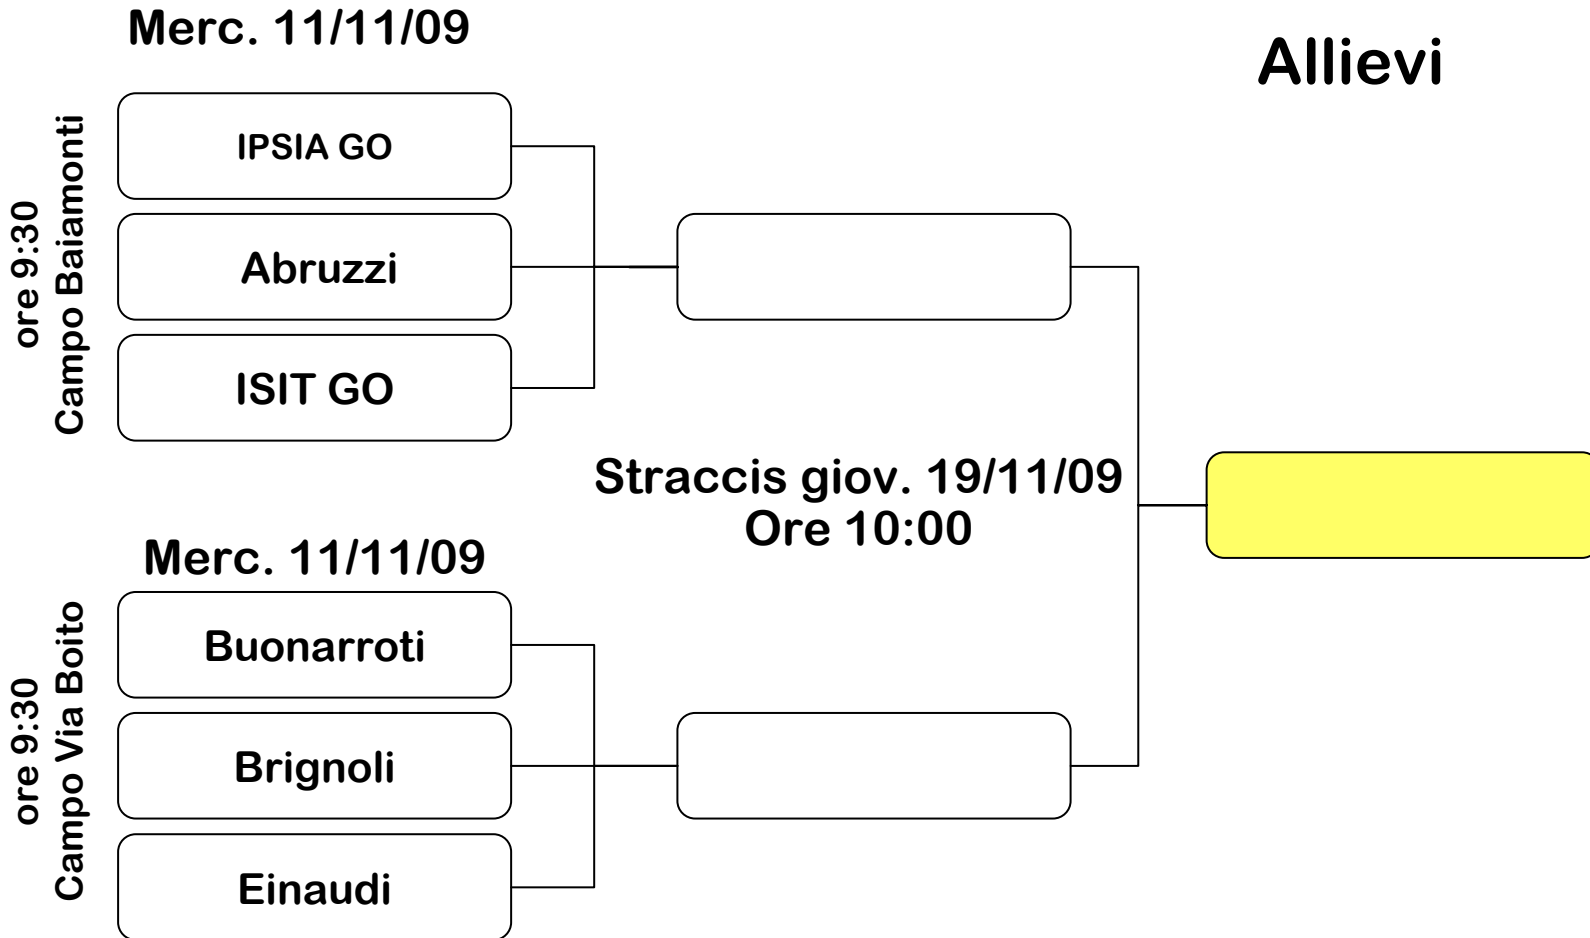 Merc. 11/11/09
Allievi
ore 9:30
Campo Baiamonti
IPSIA GO
Abruzzi
ISIT GO
Straccis giov. 19/11/09
Ore 10:00
Merc. 11/11/09
ore 9:30
Campo Via Boito
Buonarroti
Brignoli
Einaudi